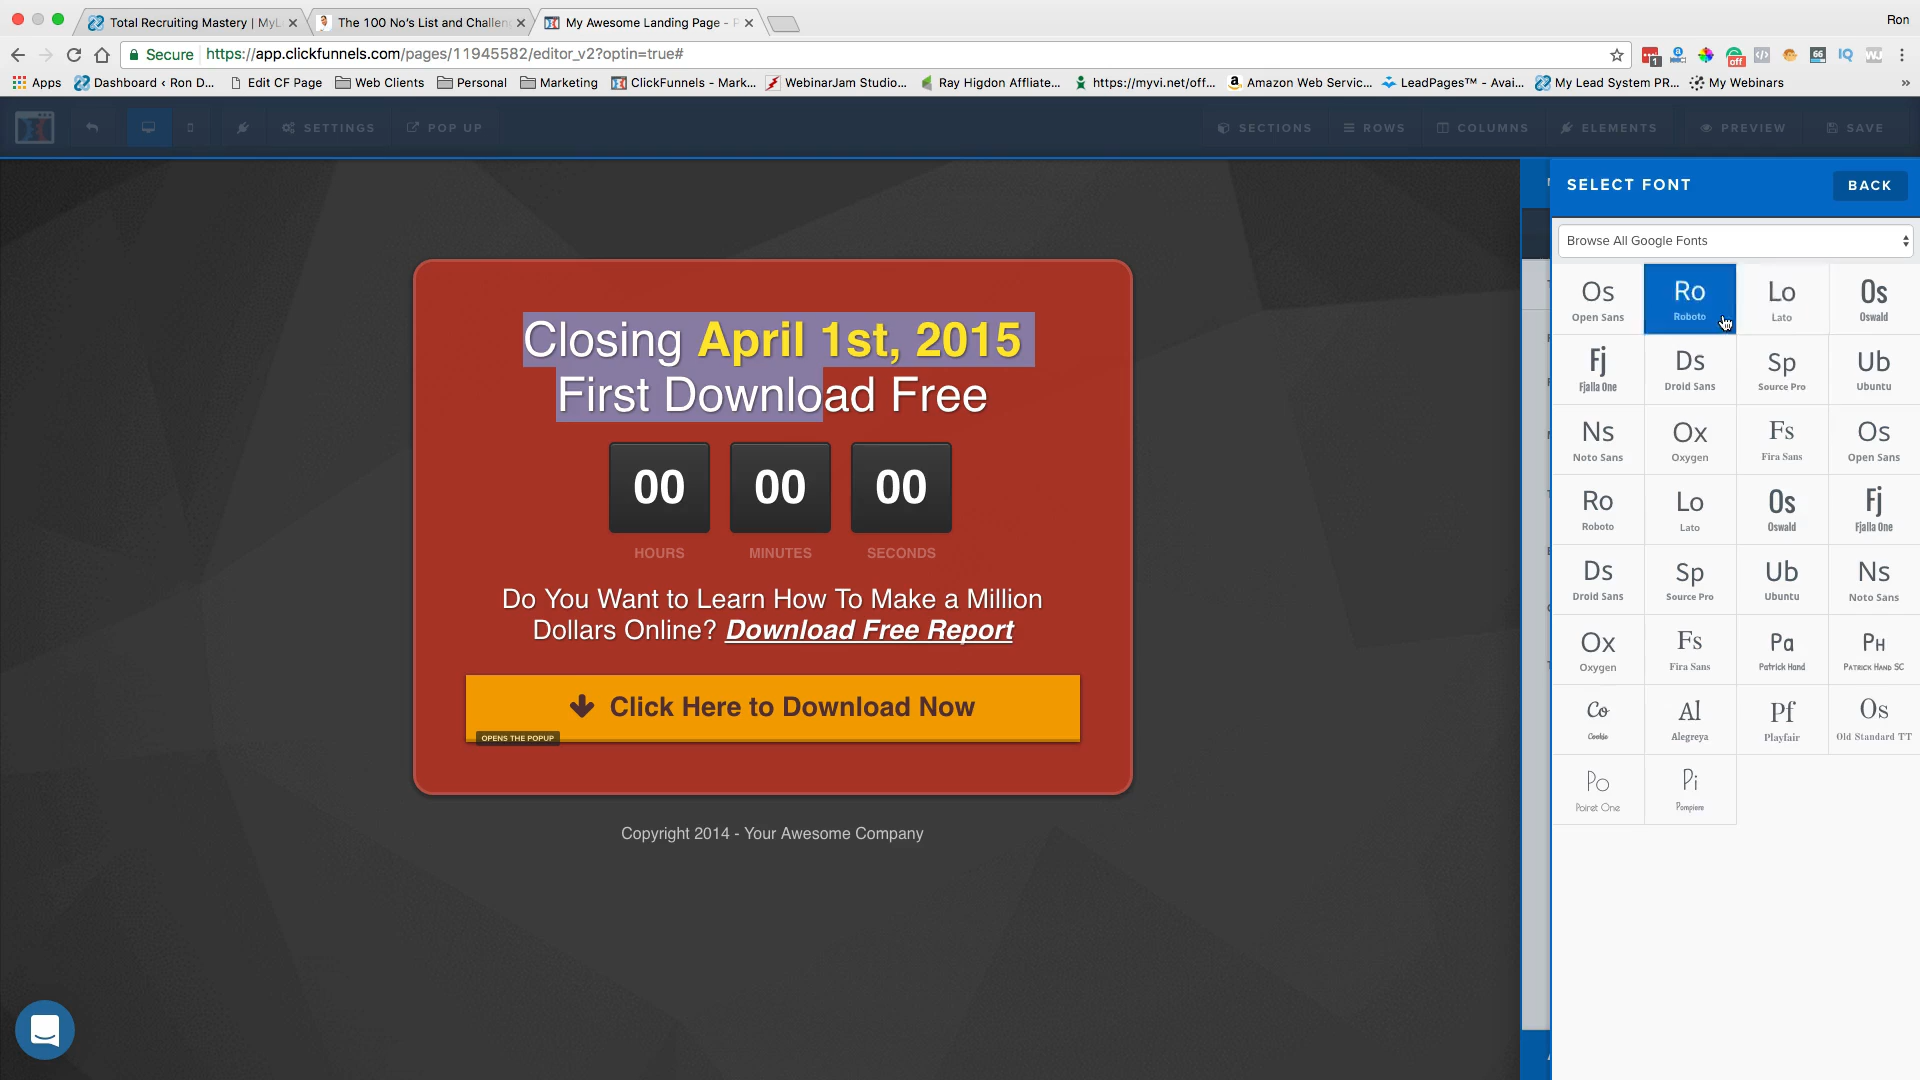 Total Recruiting Mastery | MyL
The 100 No's List and Challen
My Awesome Landing Page - P
Ron
Secure https://app.clickfunnels.com/pages/11945582/editor_v2?optin=true#
Apps Dashboard ‹ Ron D... Edit CF Page Web Clients Personal Marketing ClickFunnels - Mark... WebinarJam Studio... Ray Higdon Affliate... https://myvi.net/off... Amazon Web Servic... LeadPages™ - Avai... My Lead System PR... My Webinars »
SETTINGS POP UP SECTIONS ROWS COLUMNS ELEMENTS PREVIEW SAVE
SELECT FONT BACK
Browse All Google Fonts
Os Ro Lo Os
Open Sans Roboto Lato Oswald
Fj Ds Sp Ub
Fjalla One Droid Sans Source Pro Ubuntu
Ns Ox Fs Os
Noto Sans Oxygen Fira Sans Open Sans
Ro Lo Os Fj
Roboto Lato Oswald Fjalla One
Ds Sp Ub Ns
Droid Sans Source Pro Ubuntu Noto Sans
Ox Fs Pa PH
Oxygen Fira Sans Patrick Hand Patrick Hand SC
Co Al Pf Os
Cookie Alegreya Playfair Old Standard TT
Po Pi
Poiret One Pompiere
Closing April 1st, 2015
First Download Free
00 00 00
HOURS MINUTES SECONDS
Do You Want to Learn How To Make a Million
Dollars Online? Download Free Report
Click Here to Download Now
OPENS THE POPUP
Copyright 2014 - Your Awesome Company